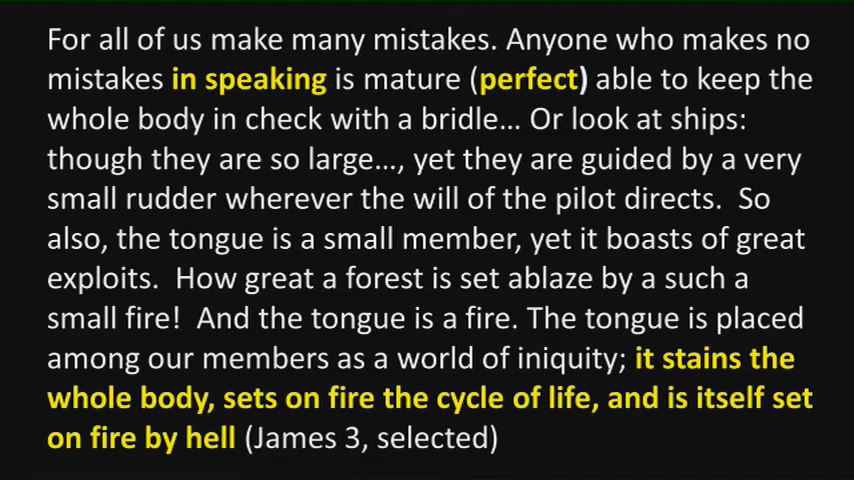 For all of us make many mistakes. Anyone who makes no
mistakes in speaking is mature (perfect) able to keep the
whole body in check with a bridle… Or look at ships:
though they are so large…, yet they are guided by a very
small rudder wherever the will of the pilot directs.  So
also, the tongue is a small member, yet it boasts of great
exploits.  How great a forest is set ablaze by a such a
small fire!  And the tongue is a fire. The tongue is placed
among our members as a world of iniquity; it stains the
whole body, sets on fire the cycle of life, and is itself set
on fire by hell (James 3, selected)